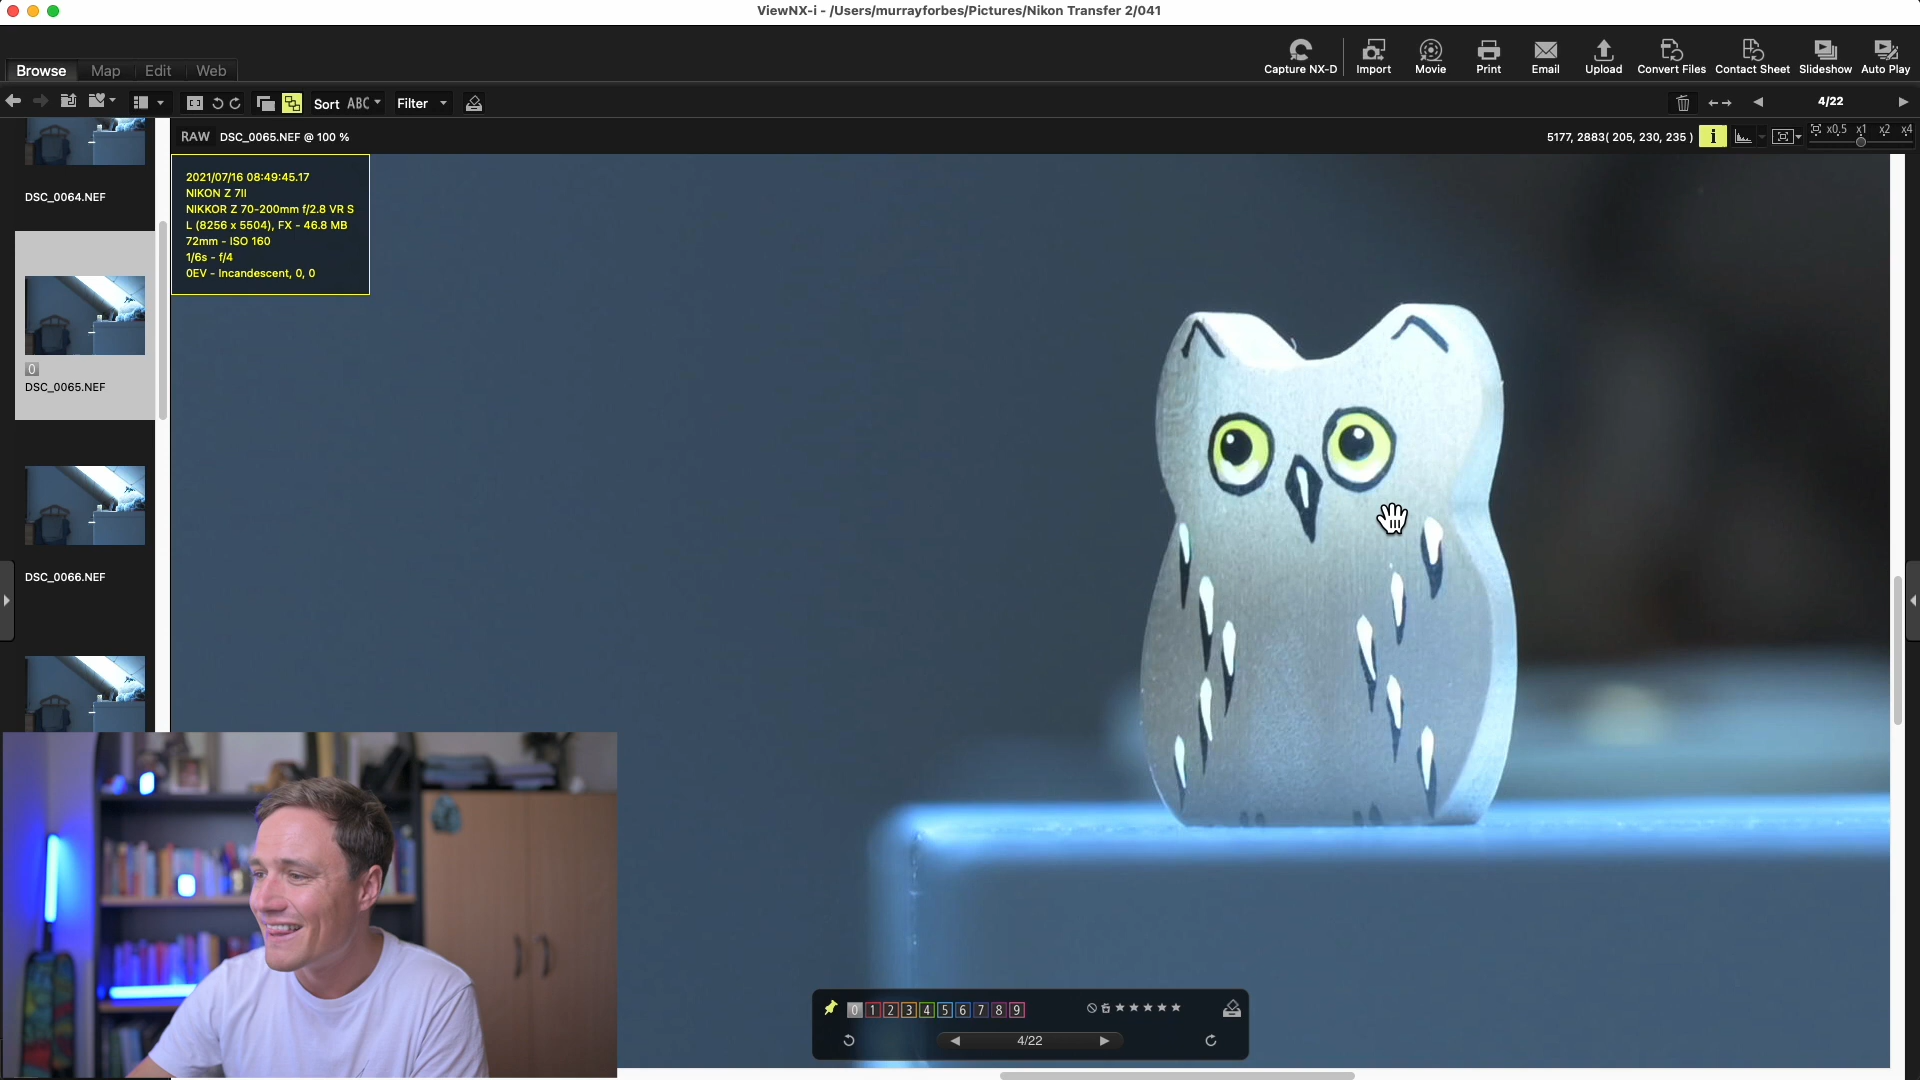 ViewNX-i - /Users/murrayforbes/Pictures/Nikon Transfer 2/041
Capture NX-D Import Movie Print Email Upload Convert Files Contact Sheet Slideshow Auto Play
Browse Map Edit Web
Sort ABC Filter 4/22
RAW DSC_0065.NEF @ 100 % 5177, 2883( 205, 230, 235 ) i x0.5 x1 x2 x4
2021/07/16 08:49:45.17
NIKON Z 7II
NIKKOR Z 70-200mm f/2.8 VR S
L (8256 x 5504), FX - 46.8 MB
72mm - ISO 160
1/6s - f/4
0EV - Incandescent, 0, 0
DSC_0064.NEF
0
DSC_0065.NEF
DSC_0066.NEF
0 1 2 3 4 5 6 7 8 9
4/22